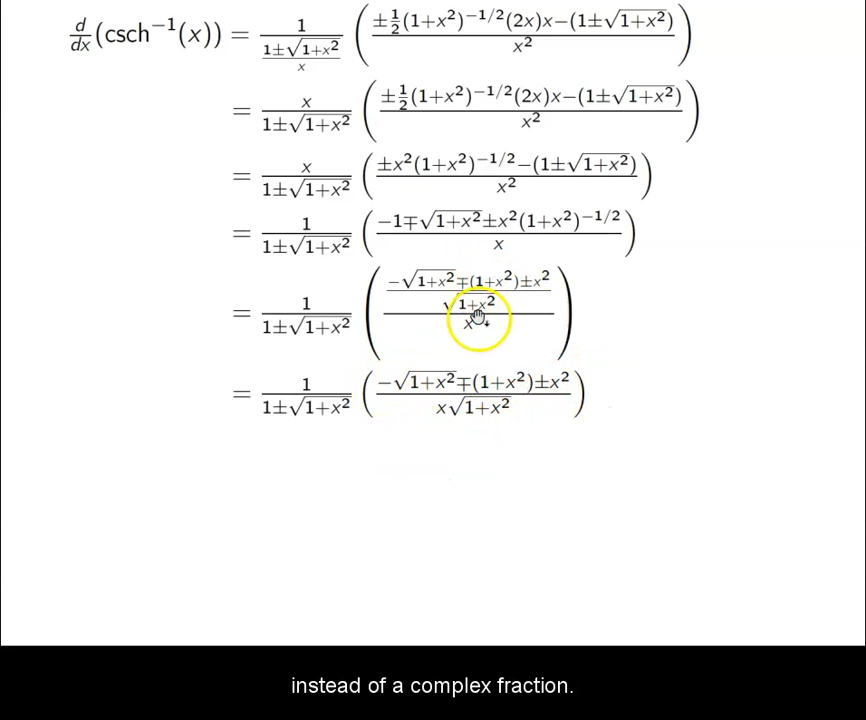 d/dx (csch⁻¹(x)) = 1/((1±√(1+x²))/x) ((±½(1+x²)^(−1/2)(2x)x−(1±√(1+x²)))/x²)
= x/(1±√(1+x²)) ((±½(1+x²)^(−1/2)(2x)x−(1±√(1+x²)))/x²)
= x/(1±√(1+x²)) ((±x²(1+x²)^(−1/2)−(1±√(1+x²)))/x²)
= 1/(1±√(1+x²)) ((−1∓√(1+x²)±x²(1+x²)^(−1/2))/x)
= 1/(1±√(1+x²)) (((−√(1+x²)∓(1+x²)±x²)/√(1+x²))/x)
= 1/(1±√(1+x²)) ((−√(1+x²)∓(1+x²)±x²)/(x√(1+x²)))
instead of a complex fraction.